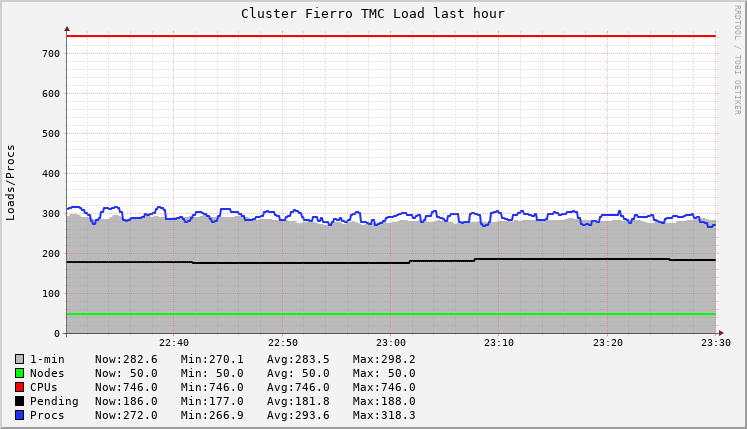 Cluster Fierro TMC Load last hour
RRDTOOL / TOBI OETIKER
Loads/Procs
700
600
500
400
300
200
100
0
22:40 22:50 23:00 23:10 23:20 23:30
1-min Now:282.6 Min:270.1 Avg:283.5 Max:298.2
Nodes Now: 50.0 Min: 50.0 Avg: 50.0 Max: 50.0
CPUs Now:746.0 Min:746.0 Avg:746.0 Max:746.0
Pending Now:186.0 Min:177.0 Avg:181.8 Max:188.0
Procs Now:272.0 Min:266.9 Avg:293.6 Max:318.3